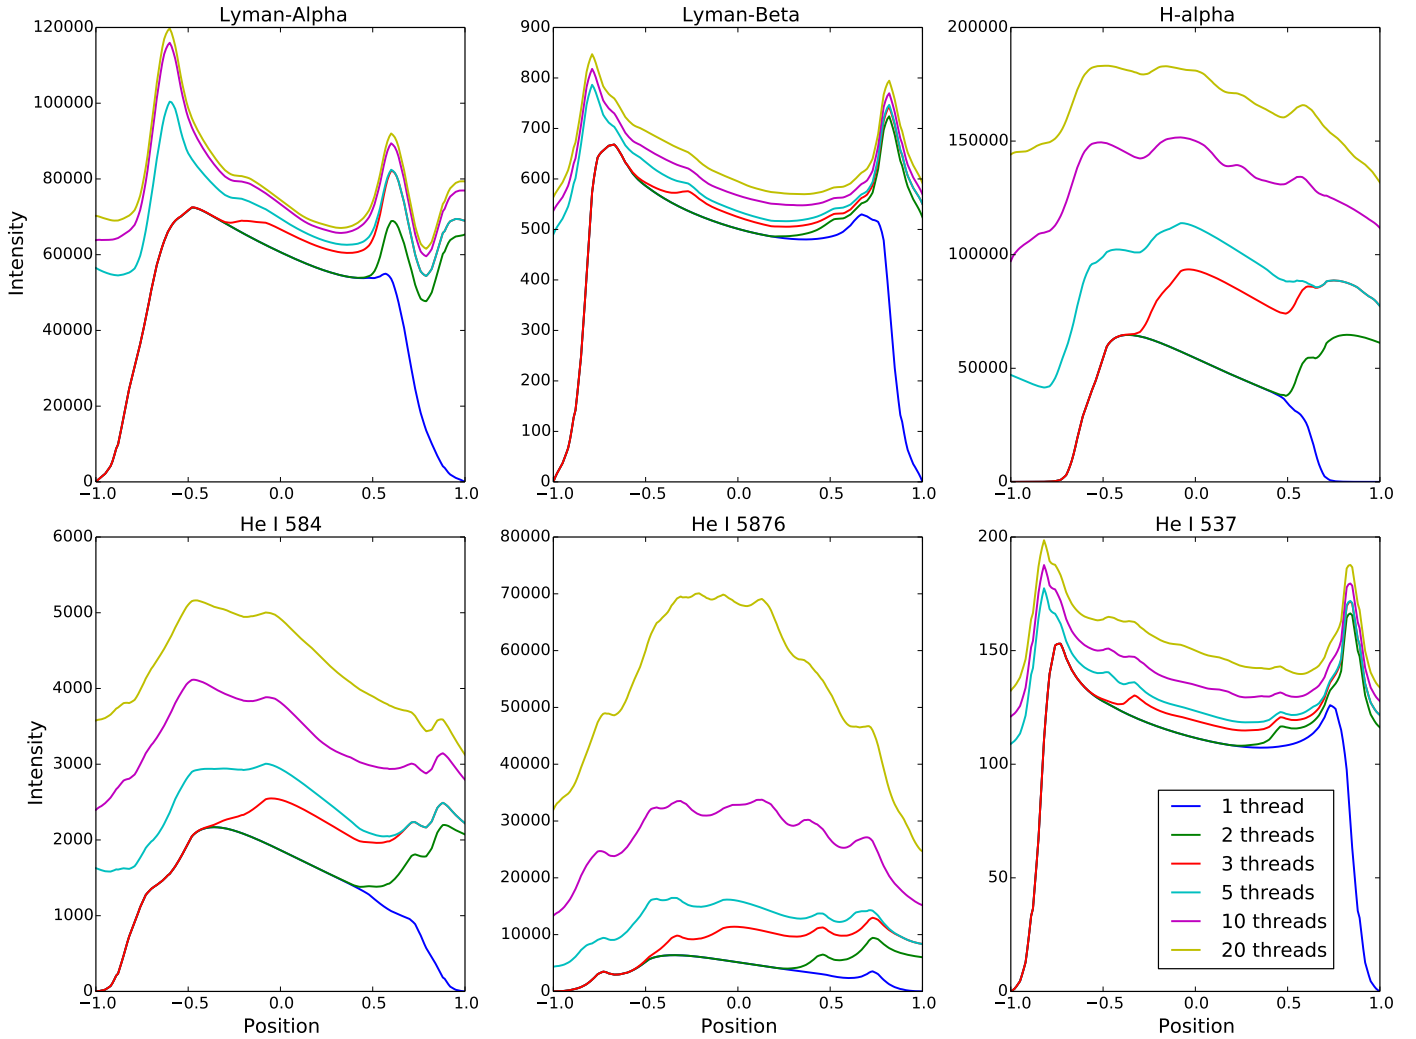 Lyman-Alpha
120000
100000
80000
60000
40000
20000
0
−1.0 −0.5 0.0 0.5 1.0
Intensity
Lyman-Beta
900
800
700
600
500
400
300
200
100
0
−1.0 −0.5 0.0 0.5 1.0
H-alpha
200000
150000
100000
50000
0
−1.0 −0.5 0.0 0.5 1.0
He I 584
6000
5000
4000
3000
2000
1000
0
−1.0 −0.5 0.0 0.5 1.0
Intensity
Position
He I 5876
80000
70000
60000
50000
40000
30000
20000
10000
0
−1.0 −0.5 0.0 0.5 1.0
Position
He I 537
200
150
100
50
0
−1.0 −0.5 0.0 0.5 1.0
Position
1 thread
2 threads
3 threads
5 threads
10 threads
20 threads